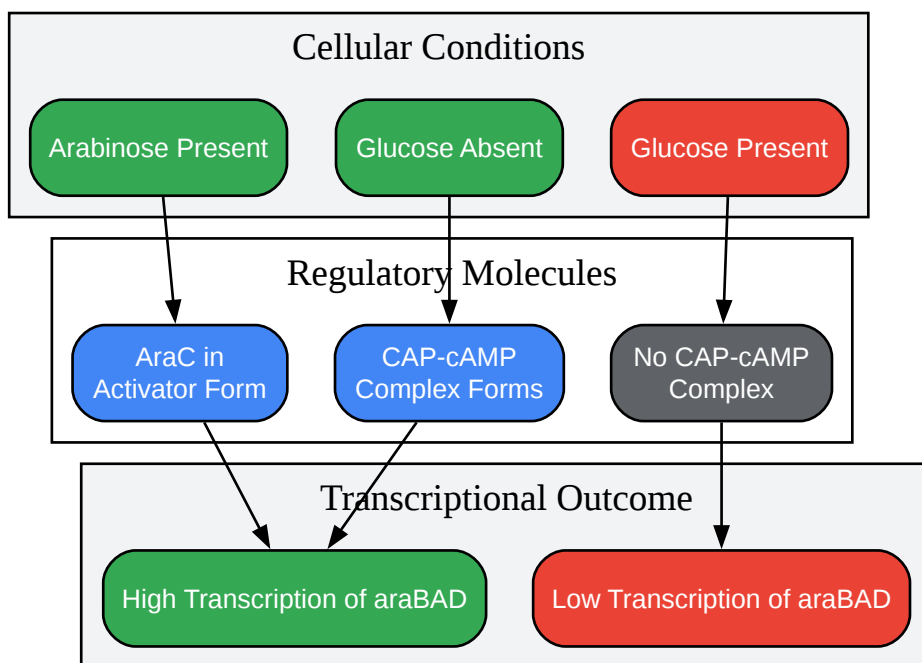 Cellular Conditions
Arabinose Present
Glucose Absent
Glucose Present
Regulatory Molecules
AraC in
Activator Form
CAP-cAMP
Complex Forms
No CAP-cAMP
Complex
Transcriptional Outcome
High Transcription of araBAD
Low Transcription of araBAD